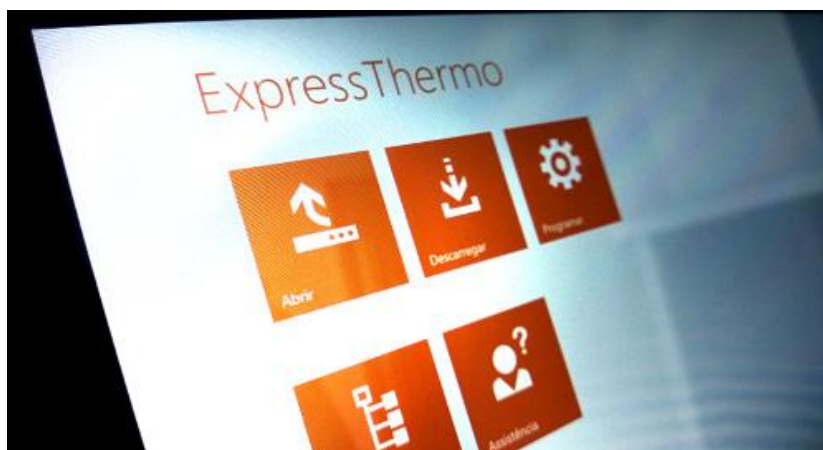 ExpressThermo
Abrir
Descarregar
Programar
Assistência